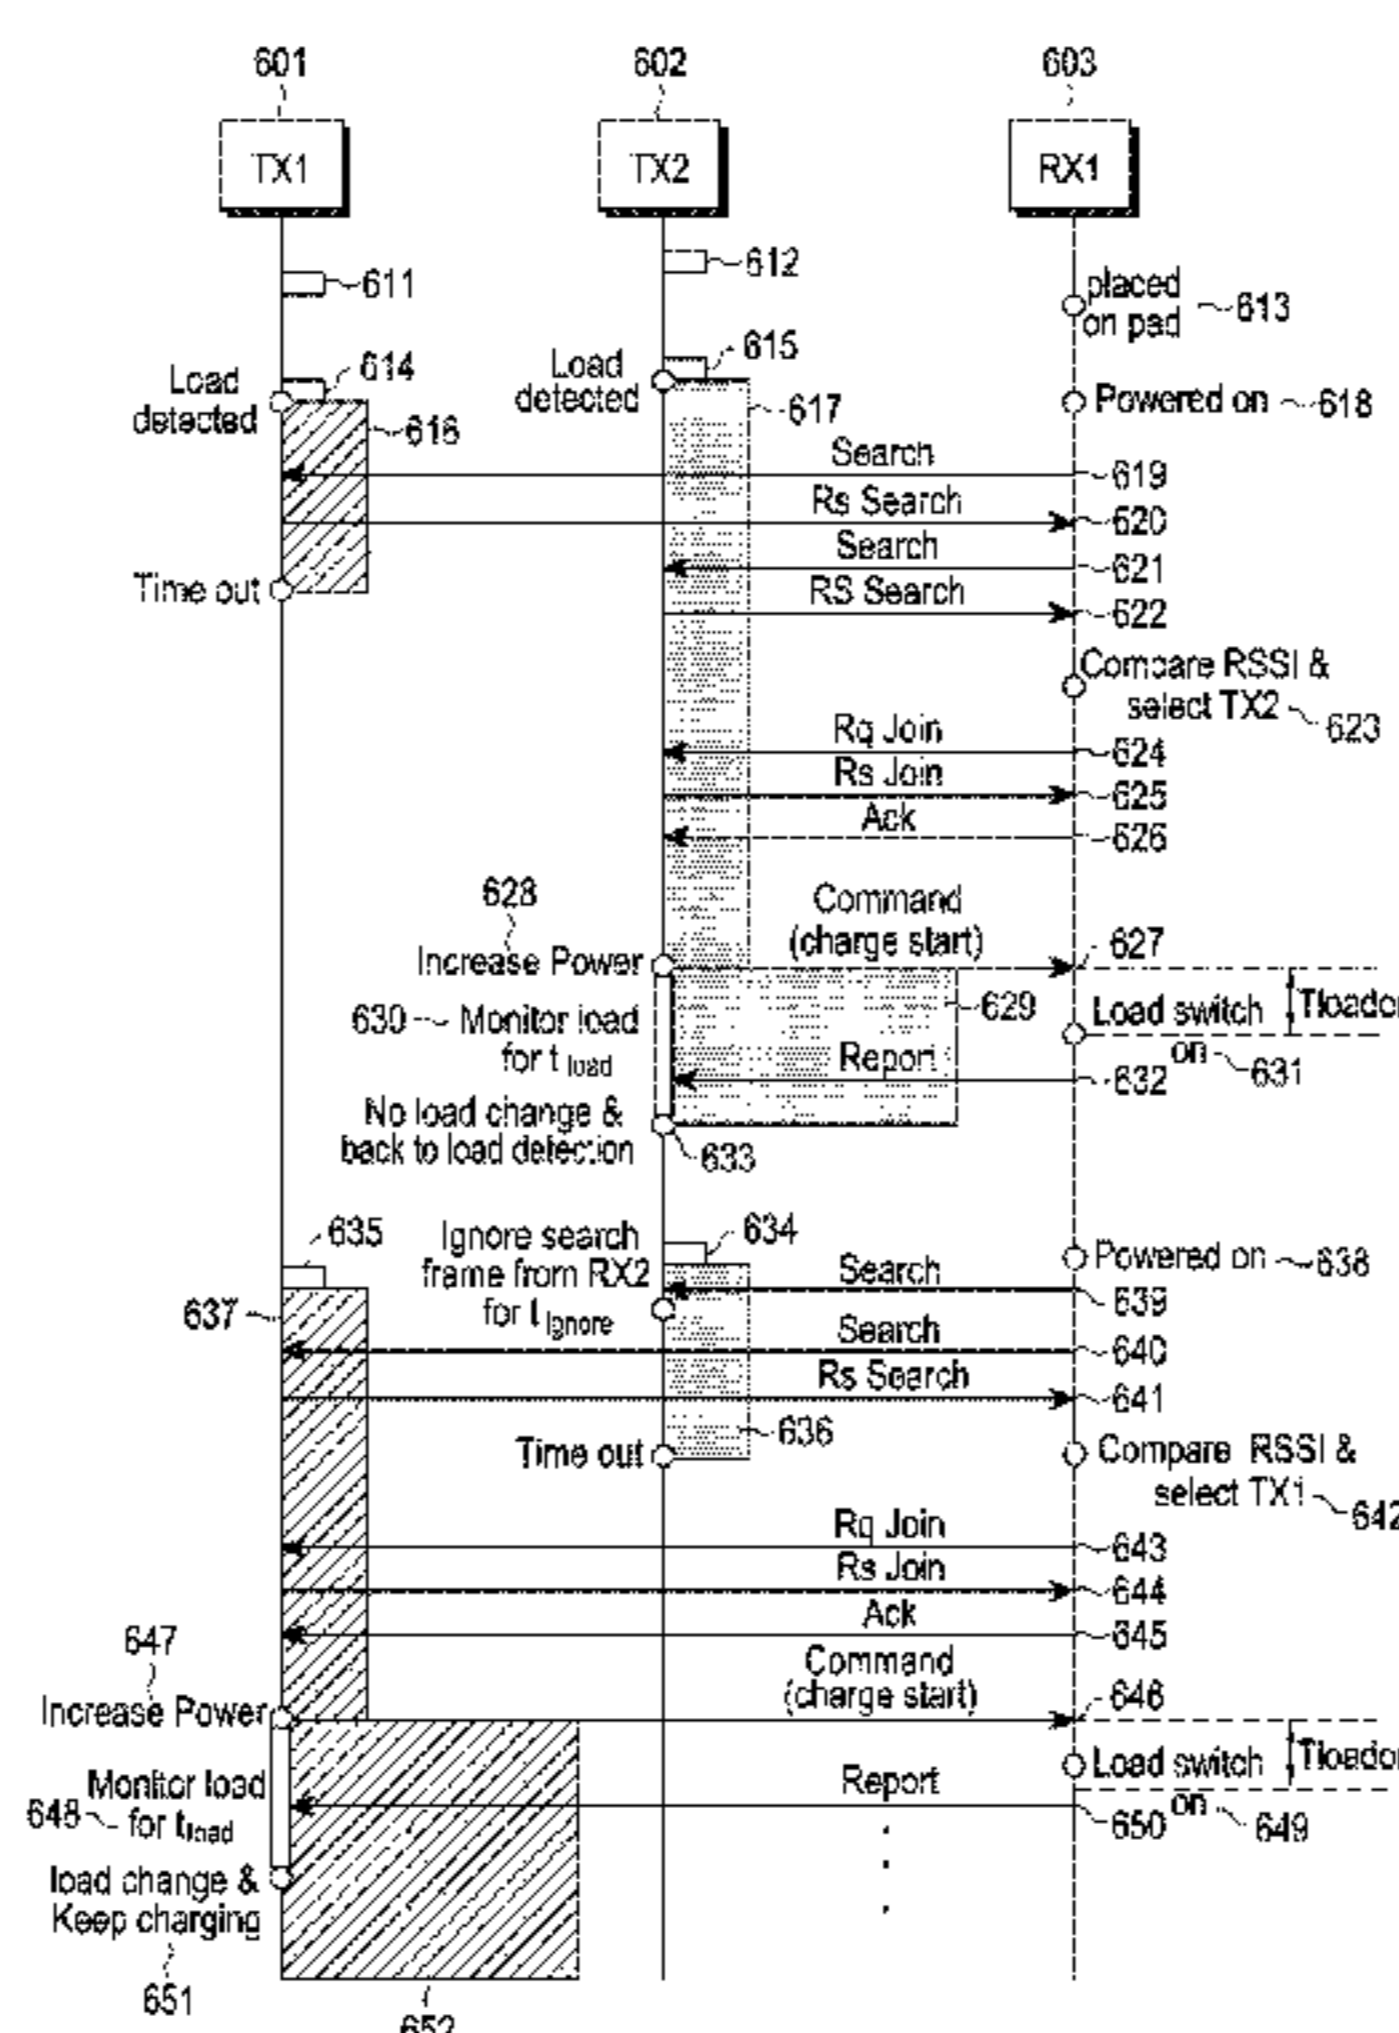 601
602
603
TX1
TX2
RX1
611
612
placed
on pad
613
Load
detected
614
Load
detected
615
616
617
Powered on
618
Search
619
Rs Search
620
Search
621
Time out
RS Search
622
Compare RSSI &
select TX2
623
Rq Join
624
Rs Join
625
Ack
626
628
Command
(charge start)
627
Increase Power
629
630
Monitor load
for t load
Load switch
on
Tloador
631
Report
632
No load change &
back to load detection
633
635
Ignore search
frame from RX2
for t Ignore
634
Powered on
638
637
Search
639
Search
640
Rs Search
641
Time out
636
Compare RSSI &
select TX1
642
Rq Join
643
Rs Join
644
Ack
645
647
Command
(charge start)
646
Increase Power
Load switch
on
Tloador
649
Monitor load
for tload
648
Report
650
load change &
Keep charging
651
652